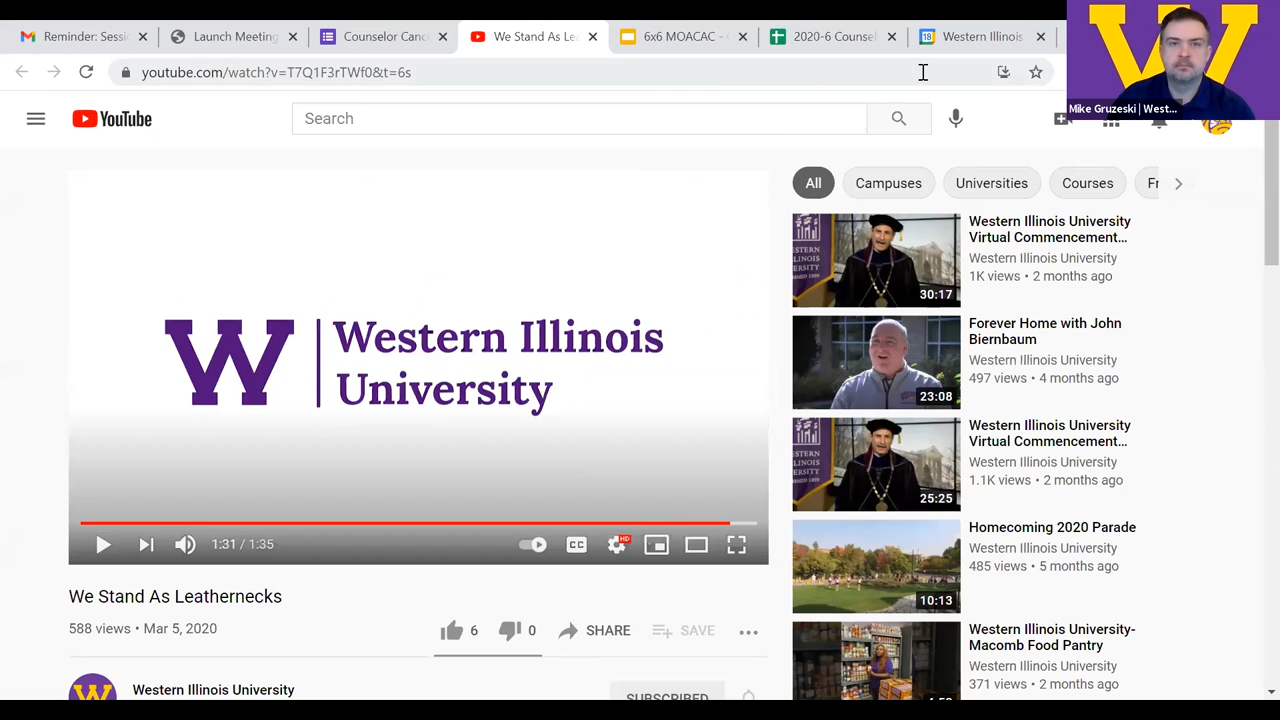 Reminder: Sessi
Launch Meeting
Counselor Canc
We Stand As Lea
6x6 MOACAC - C
2020-6 Counsel
18
Western Illinois
youtube.com/watch?v=T7Q1F3rTWf0&t=6s
W
Mike Gruzeski | West...
YouTube
Search
W | Western Illinois
University
1:31 / 1:35
CC
HD
We Stand As Leathernecks
588 views • Mar 5, 2020
6
0
SHARE
SAVE
W
Western Illinois University
SUBSCRIBED
All
Campuses
Universities
Courses
Fr
Western Illinois University
Virtual Commencement…
Western Illinois University
1K views • 2 months ago
30:17
Forever Home with John
Biernbaum
Western Illinois University
497 views • 4 months ago
23:08
Western Illinois University
Virtual Commencement…
Western Illinois University
1.1K views • 2 months ago
25:25
Homecoming 2020 Parade
Western Illinois University
485 views • 5 months ago
10:13
Western Illinois University-
Macomb Food Pantry
Western Illinois University
371 views • 2 months ago